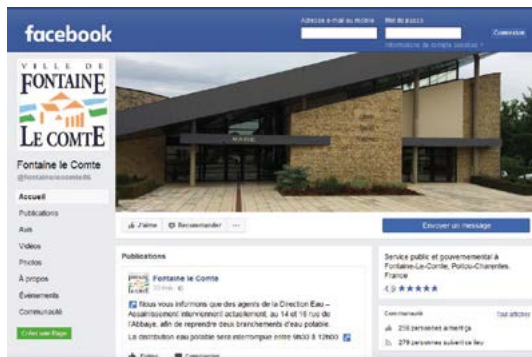 facebook
Adresse e-mail ou mobile
Mot de passe
Connexion
Informations de compte oubliées ?
VILLE DE
FONTAINE
LE COMTE
MAIRIE
Fontaine le Comte
@fontainelecomte86
Accueil
Publications
Avis
Vidéos
Photos
À propos
Évènements
Communauté
Créer une Page
J'aime
Recommander
...
Envoyer un message
Publications
Fontaine le Comte
Nous vous informons que des agents de la Direction Eau –
Assainissement interviennent actuellement, au 14 et 16 rue de
l'Abbaye, afin de reprendre deux branchements d'eau potable.
La distribution eau potable sera interrompue entre 9h00 à 12h00
J'aime
Commenter
Service public et gouvernemental à
Fontaine-Le-Comte, Poitou-Charentes,
France
4,9 ★★★★★
Communauté
Tout afficher
personnes aiment ça
279 personnes suivent ce lieu